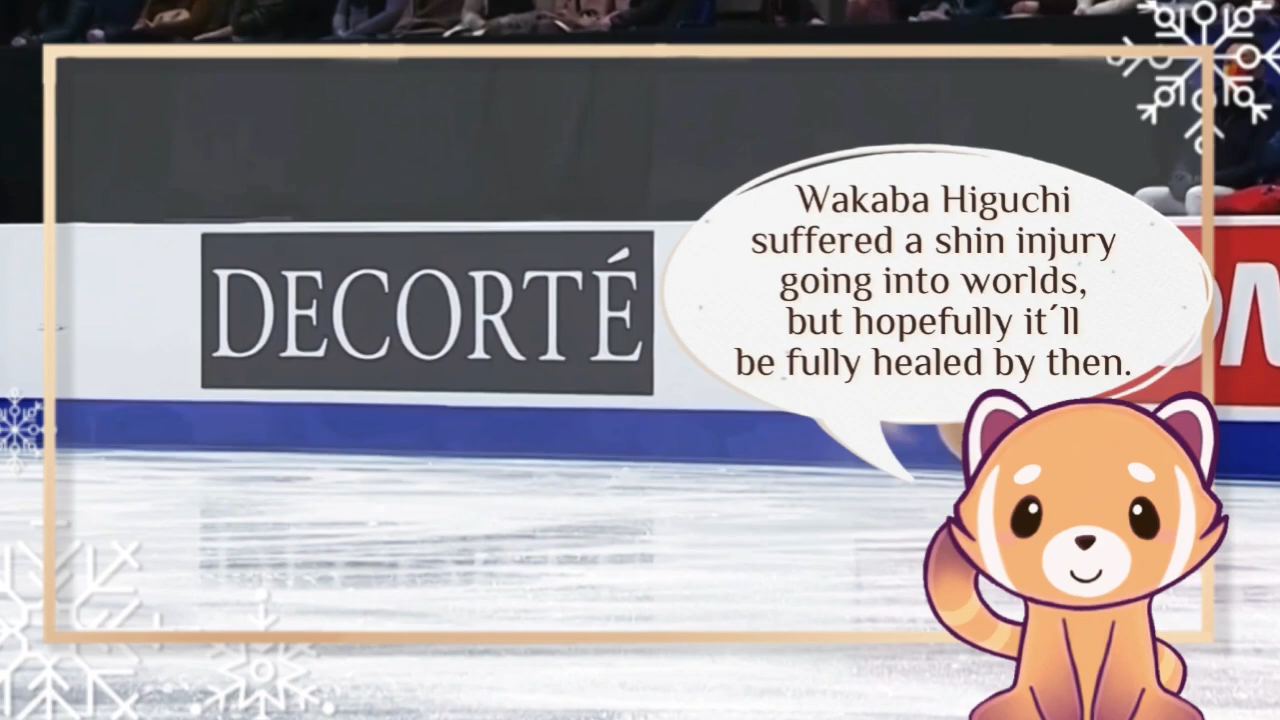 DECORTÉ
Wakaba Higuchi
suffered a shin injury
going into worlds,
but hopefully it´ll
be fully healed by then.